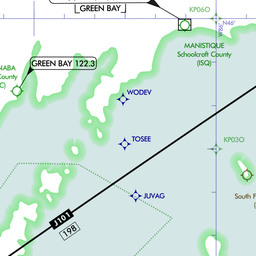 GREEN BAY
KP06O
N46°
W86°
MANISTIQUE
Schoolcraft County
(ISQ)
GREEN BAY 122.3
County
C)
WODEV
TOSEE
KP03O
JUVAG
South F
J101
198